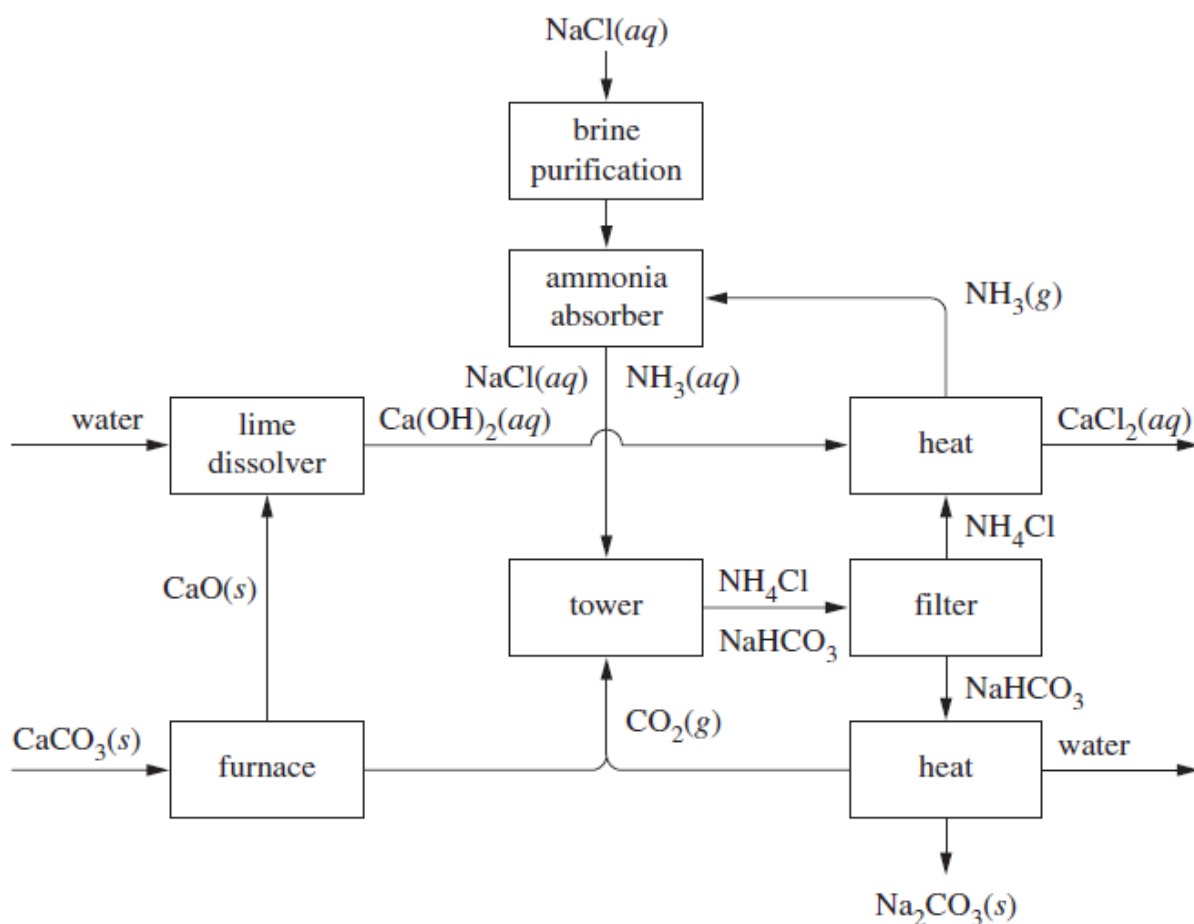 NaCl(aq)
brine
purification
ammonia
absorber
NH₃(g)
NaCl(aq) NH₃(aq)
water
lime
dissolver
Ca(OH)₂(aq)
heat
CaCl₂(aq)
NH₄Cl
CaO(s)
tower
NH₄Cl
NaHCO₃
filter
NaHCO₃
CaCO₃(s)
furnace
CO₂(g)
heat
water
Na₂CO₃(s)